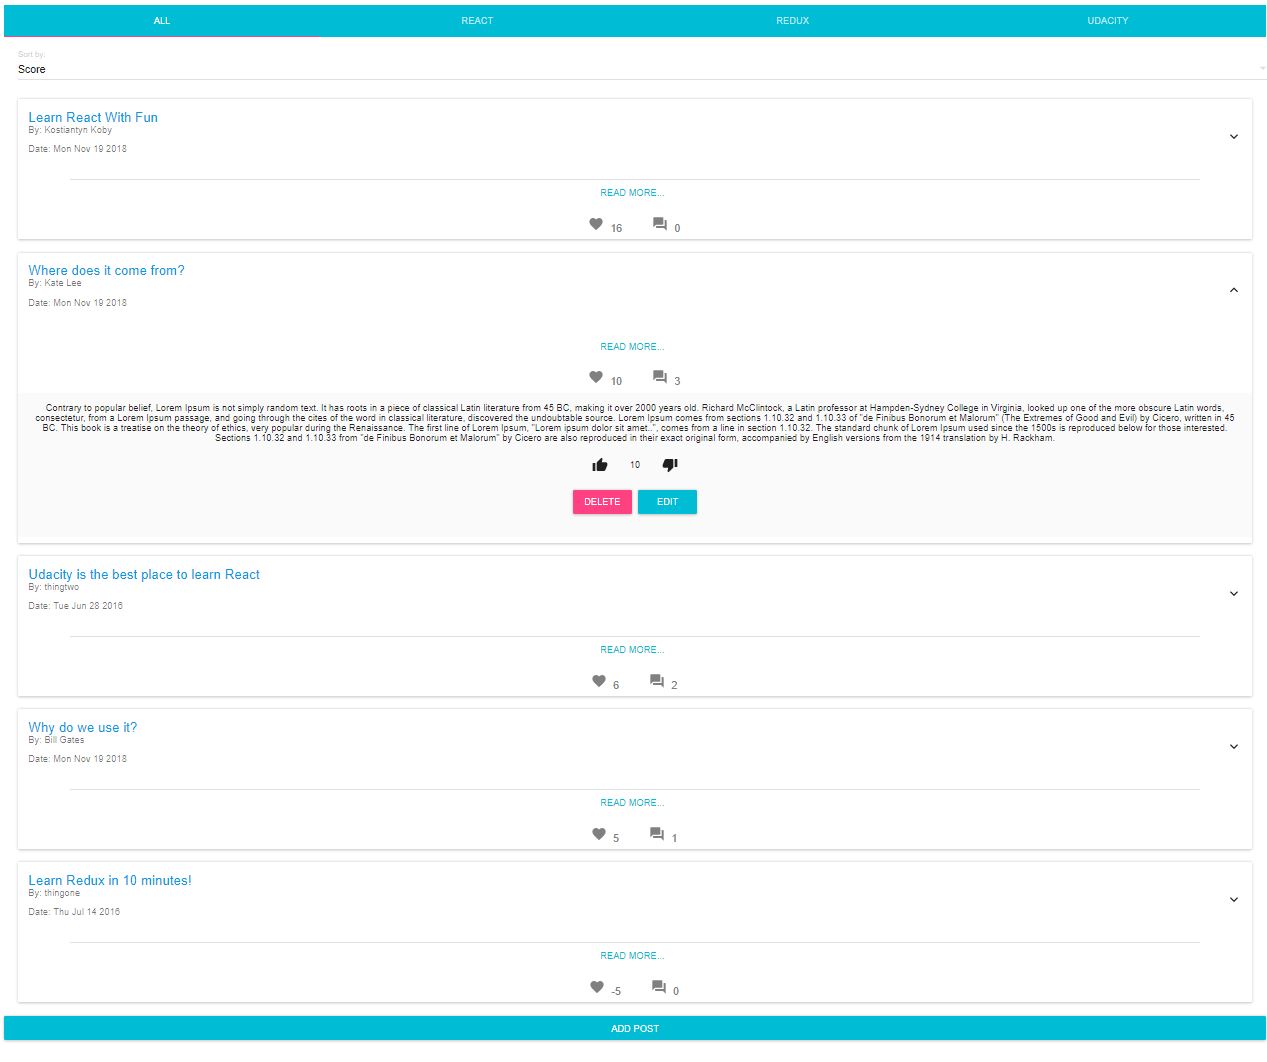 ALL REACT REDUX UDACITY
Sort by:
Score
Learn React With Fun
By: Kostiantyn Koby
Date: Mon Nov 19 2018
READ MORE...
16 0
Where does it come from?
By: Kate Lee
Date: Mon Nov 19 2018
READ MORE...
10 3
Contrary to popular belief, Lorem Ipsum is not simply random text. It has roots in a piece of classical Latin literature from 45 BC, making it over 2000 years old. Richard McClintock, a Latin professor at Hampden-Sydney College in Virginia, looked up one of the more obscure Latin words,
consectetur, from a Lorem Ipsum passage, and going through the cites of the word in classical literature, discovered the undoubtable source. Lorem Ipsum comes from sections 1.10.32 and 1.10.33 of "de Finibus Bonorum et Malorum" (The Extremes of Good and Evil) by Cicero, written in 45
BC. This book is a treatise on the theory of ethics, very popular during the Renaissance. The first line of Lorem Ipsum, "Lorem ipsum dolor sit amet..", comes from a line in section 1.10.32. The standard chunk of Lorem Ipsum used since the 1500s is reproduced below for those interested.
Sections 1.10.32 and 1.10.33 from "de Finibus Bonorum et Malorum" by Cicero are also reproduced in their exact original form, accompanied by English versions from the 1914 translation by H. Rackham.
10
DELETE EDIT
Udacity is the best place to learn React
By: thingtwo
Date: Tue Jun 28 2016
READ MORE...
6 2
Why do we use it?
By: Bill Gates
Date: Mon Nov 19 2018
READ MORE...
5 1
Learn Redux in 10 minutes!
By: thingone
Date: Thu Jul 14 2016
READ MORE...
-5 0
ADD POST